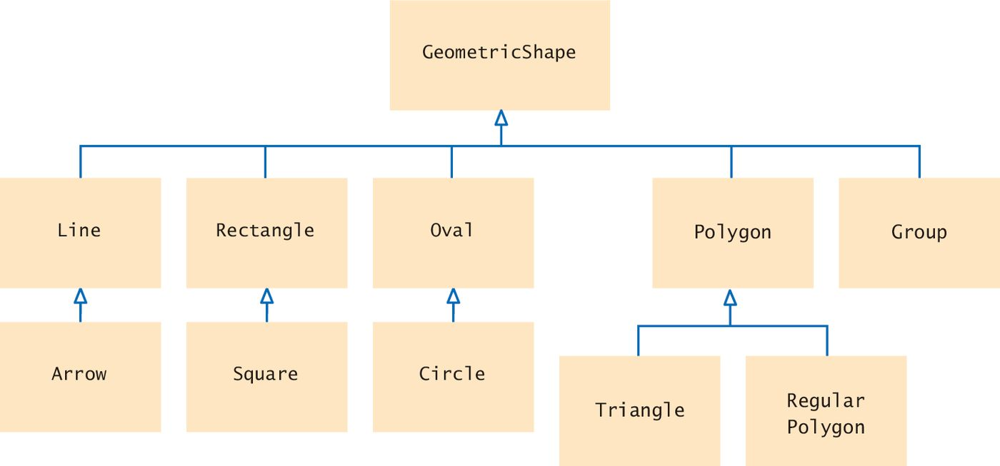 GeometricShape
Line
Rectangle
Oval
Polygon
Group
Arrow
Square
Circle
Triangle
Regular
Polygon